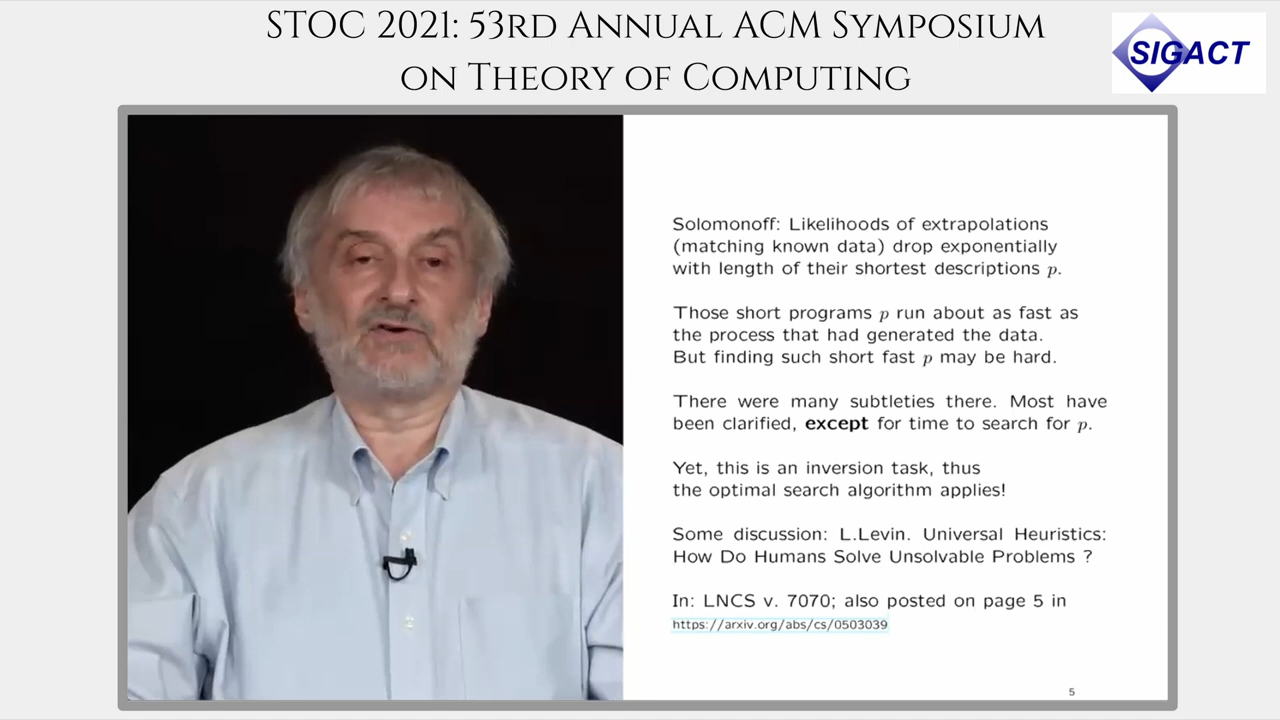 STOC 2021: 53RD ANNUAL ACM SYMPOSIUM
ON THEORY OF COMPUTING
SIGACT
Solomonoff: Likelihoods of extrapolations
(matching known data) drop exponentially
with length of their shortest descriptions p.
Those short programs p run about as fast as
the process that had generated the data.
But finding such short fast p may be hard.
There were many subtleties there. Most have
been clarified, except for time to search for p.
Yet, this is an inversion task, thus
the optimal search algorithm applies!
Some discussion: L.Levin. Universal Heuristics:
How Do Humans Solve Unsolvable Problems ?
In: LNCS v. 7070; also posted on page 5 in
https://arxiv.org/abs/cs/0503039
5